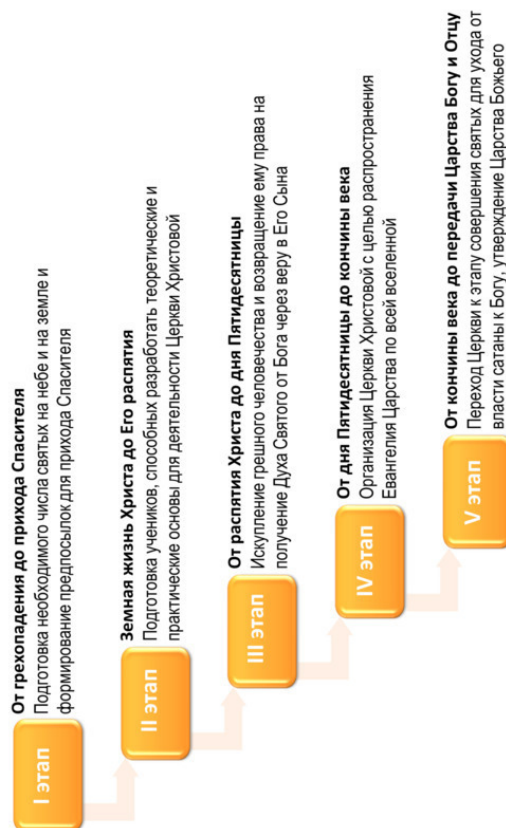 I этап
От грехопадения до прихода Спасителя
Подготовка необходимого числа святых на небе и на земле и
формирование предпосылок для прихода Спасителя
II этап
Земная жизнь Христа до Его распятия
Подготовка учеников, способных разработать теоретические и
практические основы для деятельности Церкви Христовой
III этап
От распятия Христа до дня Пятидесятницы
Искупление грешного человечества и возвращение ему права на
получение Духа Святого от Бога через веру в Его Сына
IV этап
От дня Пятидесятницы до кончины века
Организация Церкви Христовой с целью распространения
Евангелия Царства по всей вселенной
V этап
От кончины века до передачи Царства Богу и Отцу
Переход Церкви к этапу совершения святых для ухода от
власти сатаны к Богу, утверждение Царства Божьего